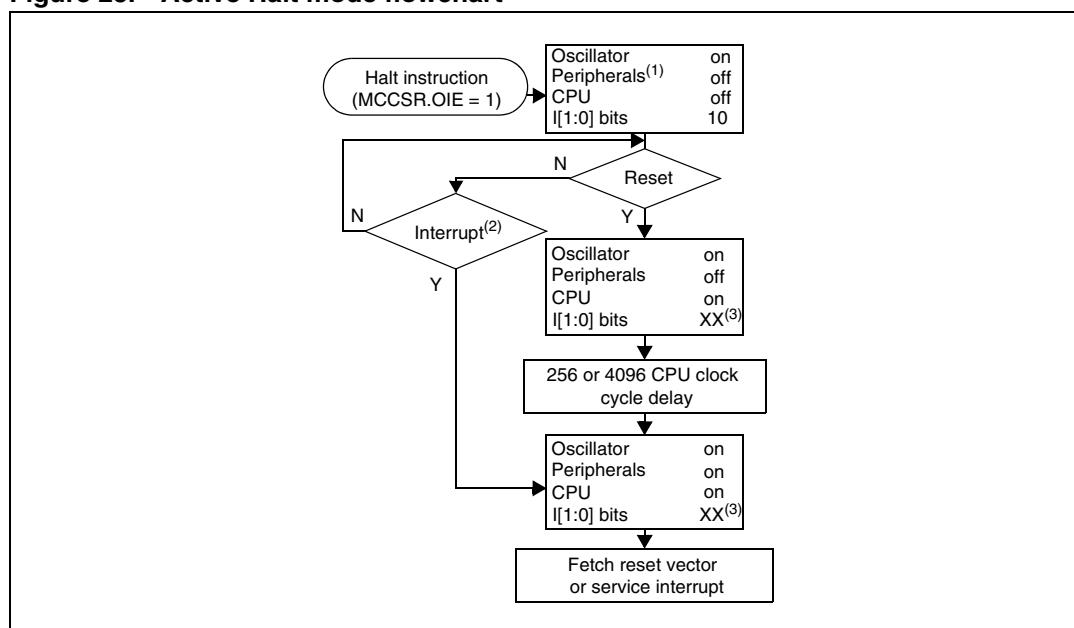 Active Halt mode flowchart
Halt instruction
(MCCSR.OIE = 1)
Oscillator on
Peripherals(1) off
CPU off
I[1:0] bits 10
N
Reset
Y
N
Interrupt(2)
Y
Oscillator on
Peripherals off
CPU on
I[1:0] bits XX(3)
256 or 4096 CPU clock
cycle delay
Oscillator on
Peripherals on
CPU on
I[1:0] bits XX(3)
Fetch reset vector
or service interrupt